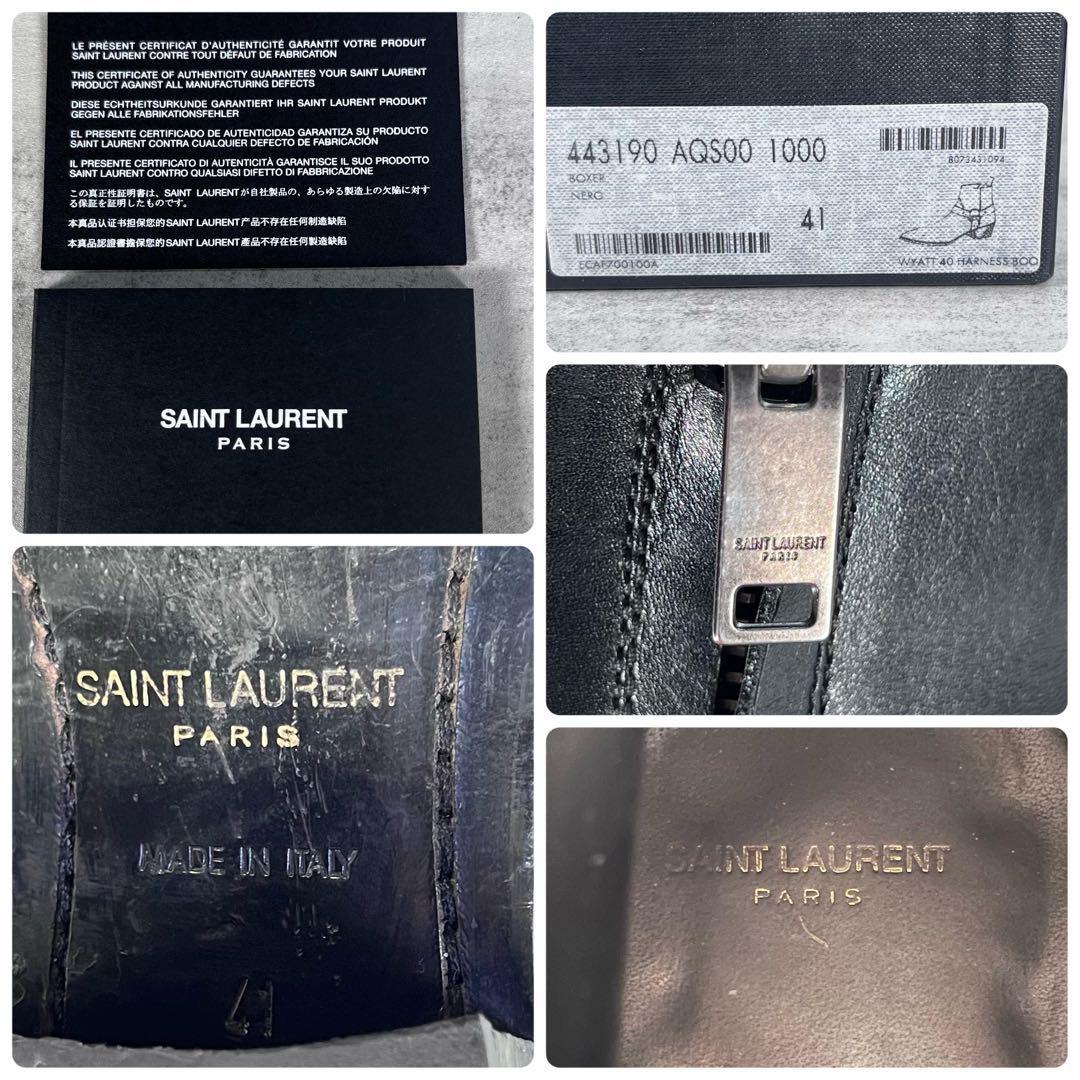 LE PRÉSENT CERTIFICAT D'AUTHENTICITÉ GARANTIT VOTRE PRODUIT
SAINT LAURENT CONTRE TOUT DÉFAUT DE FABRICATION
THIS CERTIFICATE OF AUTHENTICITY GUARANTEES YOUR SAINT LAURENT
PRODUCT AGAINST ALL MANUFACTURING DEFECTS
DIESE ECHTHEITSURKUNDE GARANTIERT IHR SAINT LAURENT PRODUKT
GEGEN ALLE FABRIKATIONSFEHLER
EL PRESENTE CERTIFICADO DE AUTENTICIDAD GARANTIZA SU PRODUCTO
SAINT LAURENT CONTRA CUALQUIER DEFECTO DE FABRICACIÓN
IL PRESENTE CERTIFICATO DI AUTENTICITÀ GARANTISCE IL SUO PRODOTTO
SAINT LAURENT CONTRO QUALSIASI DIFETTO DI FABBRICAZIONE
この真正性証明書は、SAINT LAURENTが自社製品の、あらゆる製造上の欠陥に対す
る保証を証明したものです。
本真品认证书担保您的SAINT LAURENT产品不存在任何制造缺陷
本真品認證書擔保您的SAINT LAURENT產品不存在任何製造缺陷
SAINT LAURENT
PARIS
443190 AQS00 1000
BOXER
NERO
41
8073431094
ECAF700100A
WYATT 40 HARNESS BOO
SAINT LAURENT
PARIS
SAINT LAURENT
PARIS
MADE IN ITALY
41
SAINT LAURENT
PARIS